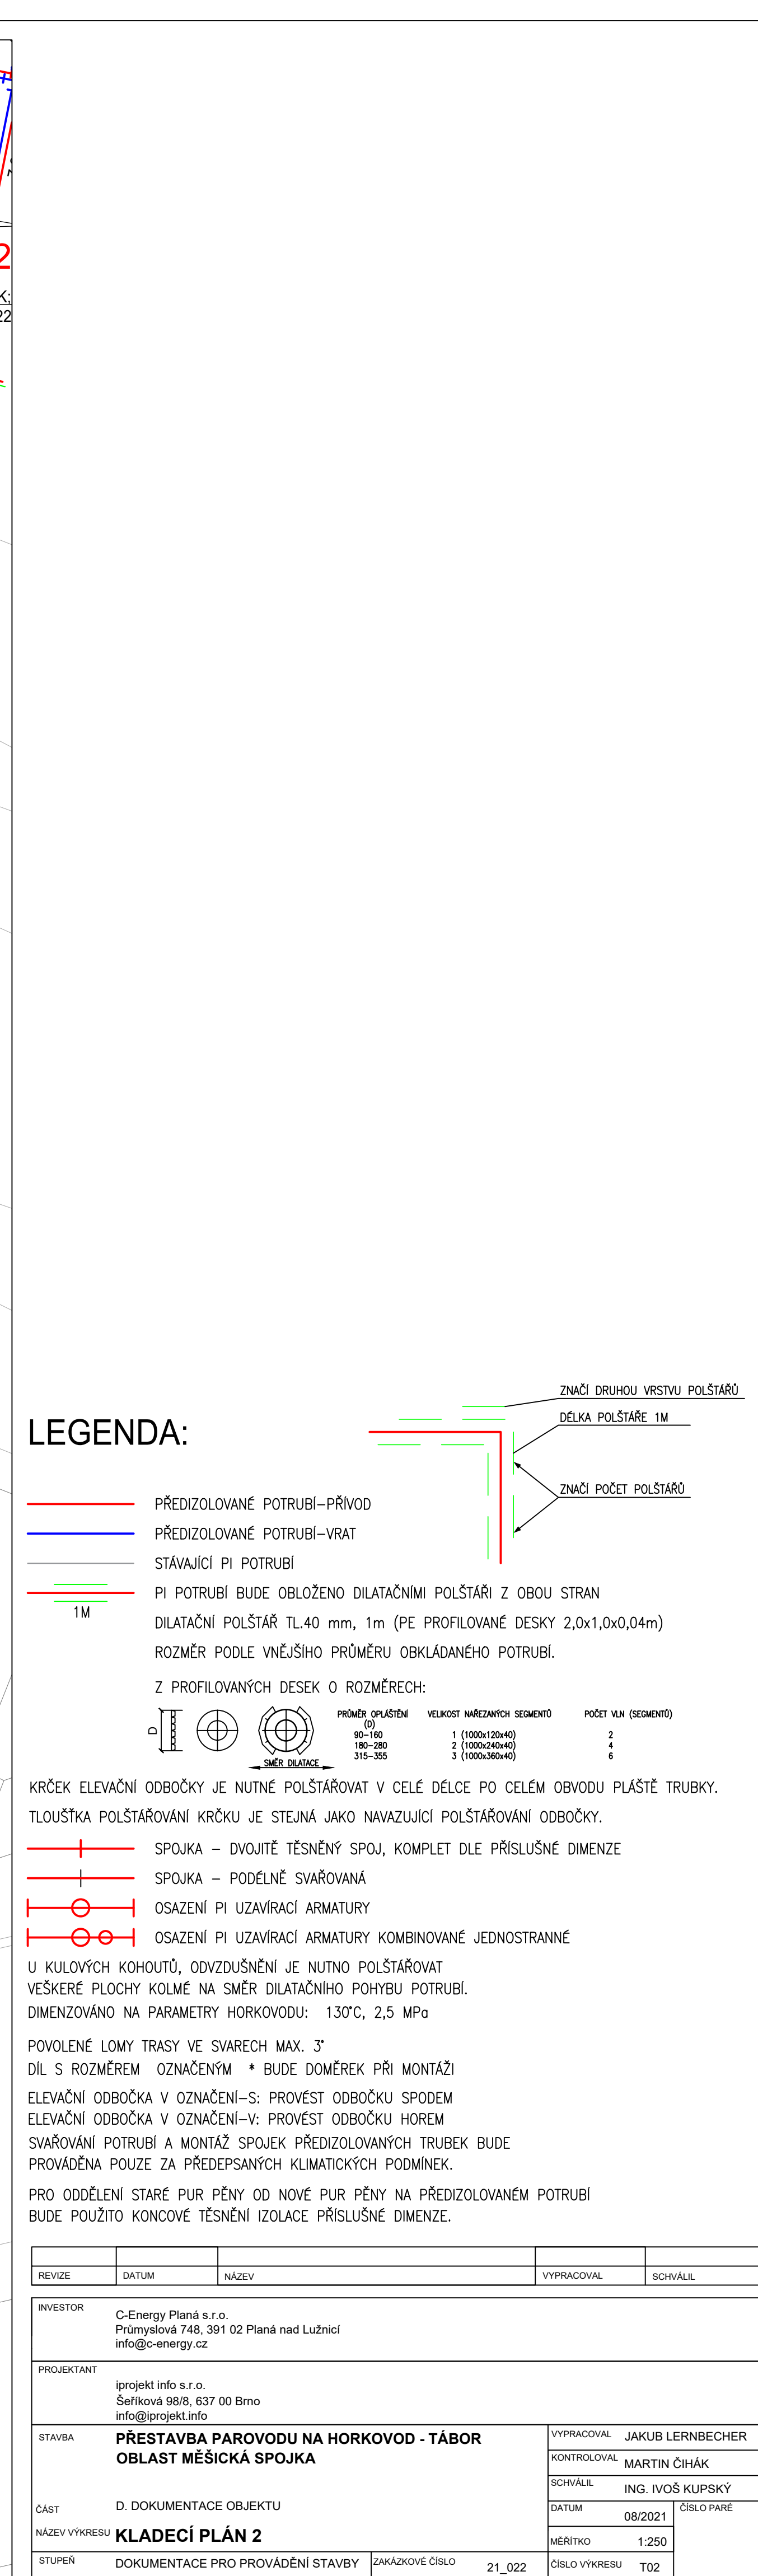 2
K;
22
ZNAČÍ DRUHOU VRSTVU POLŠTÁŘŮ
DÉLKA POLŠTÁŘE 1M
ZNAČÍ POČET POLŠTÁŘŮ
LEGENDA:
PŘEDIZOLOVANÉ POTRUBÍ-PŘÍVOD
PŘEDIZOLOVANÉ POTRUBÍ-VRAT
STÁVAJÍCÍ PI POTRUBÍ
PI POTRUBÍ BUDE OBLOŽENO DILATAČNÍMI POLŠTÁŘI Z OBOU STRAN
1M
DILATAČNÍ POLŠTÁŘ TL.40 mm, 1m (PE PROFILOVANÉ DESKY 2,0x1,0x0,04m)
ROZMĚR PODLE VNĚJŠÍHO PRŮMĚRU OBKLÁDANÉHO POTRUBÍ.
Z PROFILOVANÝCH DESEK O ROZMĚRECH:
PRŮMĚR OPLÁŠTĚNÍ VELIKOST NAŘEZANÝCH SEGMENTŮ POČET VLN (SEGMENTŮ)
(D)
D
90-160 1 (1000x120x40) 2
180-280 2 (1000x240x40) 4
315-355 3 (1000x360x40) 6
SMĚR DILATACE
KRČEK ELEVAČNÍ ODBOČKY JE NUTNÉ POLŠTÁŘOVAT V CELÉ DÉLCE PO CELÉM OBVODU PLÁŠTĚ TRUBKY.
TLOUŠŤKA POLŠTÁŘOVÁNÍ KRČKU JE STEJNÁ JAKO NAVAZUJÍCÍ POLŠTÁŘOVÁNÍ ODBOČKY.
SPOJKA - DVOJITĚ TĚSNĚNÝ SPOJ, KOMPLET DLE PŘÍSLUŠNÉ DIMENZE
SPOJKA - PODÉLNĚ SVAŘOVANÁ
OSAZENÍ PI UZAVÍRACÍ ARMATURY
OSAZENÍ PI UZAVÍRACÍ ARMATURY KOMBINOVANÉ JEDNOSTRANNÉ
U KULOVÝCH KOHOUTŮ, ODVZDUŠNĚNÍ JE NUTNO POLŠTÁŘOVAT
VEŠKERÉ PLOCHY KOLMÉ NA SMĚR DILATAČNÍHO POHYBU POTRUBÍ.
DIMENZOVÁNO NA PARAMETRY HORKOVODU: 130°C, 2,5 MPa
POVOLENÉ LOMY TRASY VE SVARECH MAX. 3°
DÍL S ROZMĚREM OZNAČENÝM * BUDE DOMĚREK PŘI MONTÁŽI
ELEVAČNÍ ODBOČKA V OZNAČENÍ-S: PROVÉST ODBOČKU SPODEM
ELEVAČNÍ ODBOČKA V OZNAČENÍ-V: PROVÉST ODBOČKU HOREM
SVAŘOVÁNÍ POTRUBÍ A MONTÁŽ SPOJEK PŘEDIZOLOVANÝCH TRUBEK BUDE
PROVÁDĚNA POUZE ZA PŘEDEPSANÝCH KLIMATICKÝCH PODMÍNEK.
PRO ODDĚLENÍ STARÉ PUR PĚNY OD NOVÉ PUR PĚNY NA PŘEDIZOLOVANÉM POTRUBÍ
BUDE POUŽITO KONCOVÉ TĚSNĚNÍ IZOLACE PŘÍSLUŠNÉ DIMENZE.
REVIZE DATUM NÁZEV VYPRACOVAL SCHVÁLIL
INVESTOR
C-Energy Planá s.r.o.
Průmyslová 748, 391 02 Planá nad Lužnicí
info@c-energy.cz
PROJEKTANT
iprojekt info s.r.o.
Šeříková 98/8, 637 00 Brno
info@iprojekt.info
STAVBA PŘESTAVBA PAROVODU NA HORKOVOD - TÁBOR
OBLAST MĚŠICKÁ SPOJKA
VYPRACOVAL JAKUB LERNBECHER
KONTROLOVAL MARTIN ČIHÁK
SCHVÁLIL ING. IVOŠ KUPSKÝ
ČÁST D. DOKUMENTACE OBJEKTU
DATUM 08/2021 ČÍSLO PARÉ
NÁZEV VÝKRESU KLADECÍ PLÁN 2
MĚŘÍTKO 1:250
STUPEŇ DOKUMENTACE PRO PROVÁDĚNÍ STAVBY ZAKÁZKOVÉ ČÍSLO 21_022 ČÍSLO VÝKRESU T02